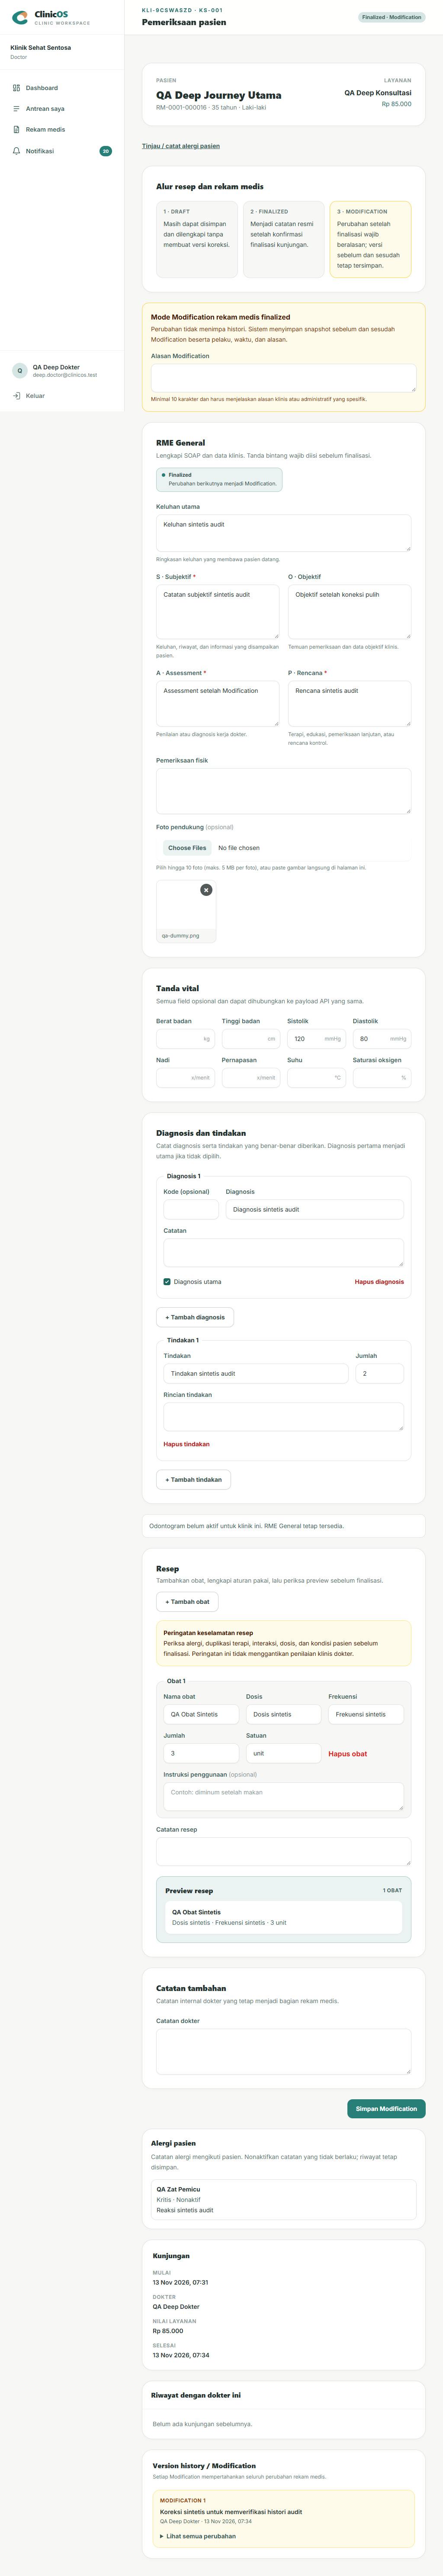 ClinicOS
CLINIC WORKSPACE
Klinik Sehat Sentosa
Doctor
Dashboard
Antrean saya
Rekam medis
Notifikasi
Q
QA Deep Dokter
deep.doctor@clinicos.test
Keluar
KLI-9CSWASZD · KS-001
Pemeriksaan pasien
Finalized · Modification
PASIEN
QA Deep Journey Utama
RM-0001-000016 · 35 tahun · Laki-laki
LAYANAN
QA Deep Konsultasi
Rp 85.000
Tinjau / catat alergi pasien
Alur resep dan rekam medis
1 · DRAFT
Masih dapat disimpan
dan dilengkapi tanpa
membuat versi koreksi.
2 · FINALIZED
Menjadi catatan resmi
setelah konfirmasi
finalisasi kunjungan.
3 · MODIFICATION
Perubahan setelah
finalisasi wajib
beralasan; versi
sebelum dan sesudah
tetap tersimpan.
Mode Modification rekam medis finalized
Perubahan tidak menimpa histori. Sistem menyimpan snapshot sebelum dan sesudah
Modification beserta pelaku, waktu, dan alasan.
Alasan Modification
Minimal 10 karakter dan harus menjelaskan alasan klinis atau administratif yang spesifik.
RME General
Lengkapi SOAP dan data klinis. Tanda bintang wajib diisi sebelum finalisasi.
Finalized
Perubahan berikutnya menjadi Modification.
Keluhan utama
Keluhan sintetis audit
Ringkasan keluhan yang membawa pasien datang.
S · Subjektif *
Catatan subjektif sintetis audit
Keluhan, riwayat, dan informasi yang disampaikan
pasien.
O · Objektif
Objektif setelah koneksi pulih
Temuan pemeriksaan dan data objektif klinis.
A · Assessment *
Assessment setelah Modification
Penilaian atau diagnosis kerja dokter.
P · Rencana *
Rencana sintetis audit
Terapi, edukasi, pemeriksaan lanjutan, atau
rencana kontrol.
Pemeriksaan fisik
Foto pendukung (opsional)
Choose Files No file chosen
Pilih hingga 10 foto (maks. 5 MB per foto), atau paste gambar langsung di halaman ini.
qa-dummy.png
Tanda vital
Semua field opsional dan dapat dihubungkan ke payload API yang sama.
Berat badan
kg
Tinggi badan
cm
Sistolik
120 mmHg
Diastolik
80 mmHg
Nadi
x/menit
Pernapasan
x/menit
Suhu
°C
Saturasi oksigen
%
Diagnosis dan tindakan
Catat diagnosis serta tindakan yang benar-benar diberikan. Diagnosis pertama menjadi
utama jika tidak dipilih.
Diagnosis 1
Kode (opsional)
Diagnosis
Diagnosis sintetis audit
Catatan
Diagnosis utama
Hapus diagnosis
+ Tambah diagnosis
Tindakan 1
Tindakan
Tindakan sintetis audit
Jumlah
2
Rincian tindakan
Hapus tindakan
+ Tambah tindakan
Odontogram belum aktif untuk klinik ini. RME General tetap tersedia.
Resep
Tambahkan obat, lengkapi aturan pakai, lalu periksa preview sebelum finalisasi.
+ Tambah obat
Peringatan keselamatan resep
Periksa alergi, duplikasi terapi, interaksi, dosis, dan kondisi pasien sebelum
finalisasi. Peringatan ini tidak menggantikan penilaian klinis dokter.
Obat 1
Nama obat
QA Obat Sintetis
Dosis
Dosis sintetis
Frekuensi
Frekuensi sintetis
Jumlah
3
Satuan
unit
Hapus obat
Instruksi penggunaan (opsional)
Contoh: diminum setelah makan
Catatan resep
Preview resep
1 OBAT
QA Obat Sintetis
Dosis sintetis · Frekuensi sintetis · 3 unit
Catatan tambahan
Catatan internal dokter yang tetap menjadi bagian rekam medis.
Catatan dokter
Simpan Modification
Alergi pasien
Catatan alergi mengikuti pasien. Nonaktifkan catatan yang tidak berlaku; riwayat tetap
disimpan.
QA Zat Pemicu
Kritis · Nonaktif
Reaksi sintetis audit
Kunjungan
MULAI
13 Nov 2026, 07:31
DOKTER
QA Deep Dokter
NILAI LAYANAN
Rp 85.000
SELESAI
13 Nov 2026, 07:34
Riwayat dengan dokter ini
Belum ada kunjungan sebelumnya.
Version history / Modification
Setiap Modification mempertahankan seluruh perubahan rekam medis.
MODIFICATION 1
Koreksi sintetis untuk memverifikasi histori audit
QA Deep Dokter · 13 Nov 2026, 07:34
Lihat semua perubahan